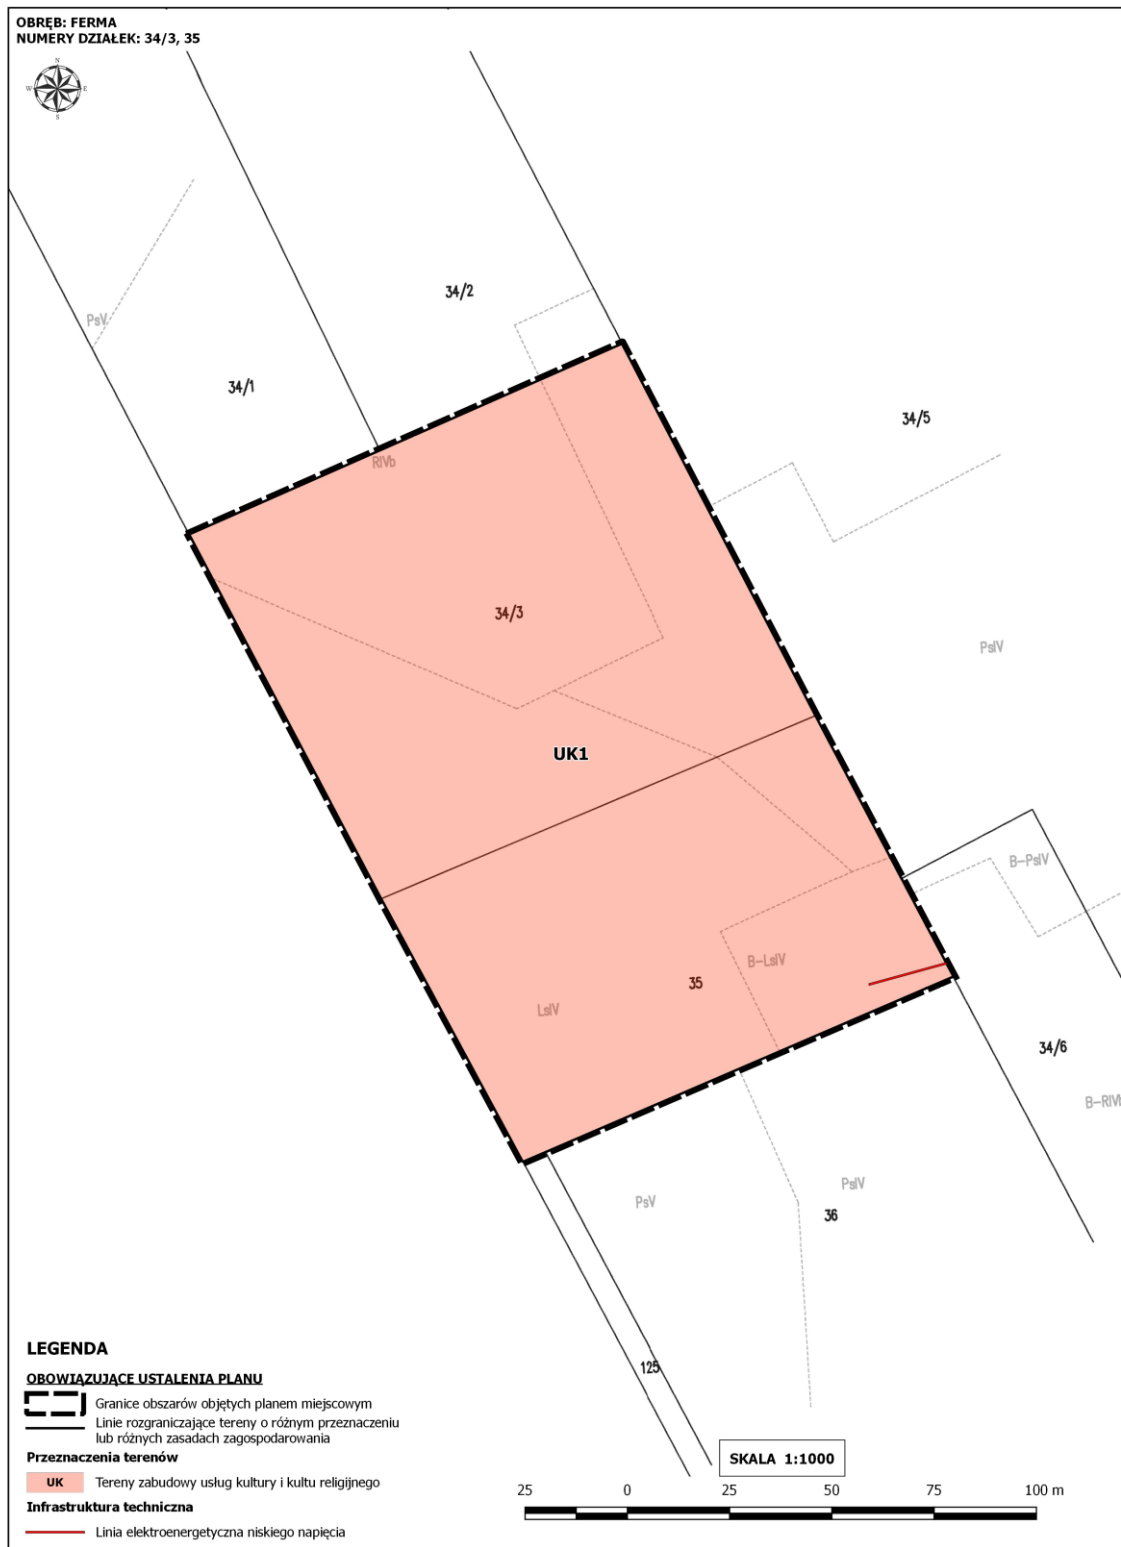 OBRĘB: FERMA
NUMERY DZIAŁEK: 34/3, 35
N
W E
S
34/2
PsV
34/1
34/5
RIVb
34/3
PsIV
UK1
B-PsIV
B-LsIV
35
LsIV
34/6
B-RIVb
PsV
PsIV
36
125
LEGENDA
OBOWIĄZUJĄCE USTALENIA PLANU
Granice obszarów objętych planem miejscowym
Linie rozgraniczające tereny o różnym przeznaczeniu
lub różnych zasadach zagospodarowania
Przeznaczenia terenów
UK Tereny zabudowy usług kultury i kultu religijnego
Infrastruktura techniczna
Linia elektroenergetyczna niskiego napięcia
SKALA 1:1000
25 0 25 50 75 100 m